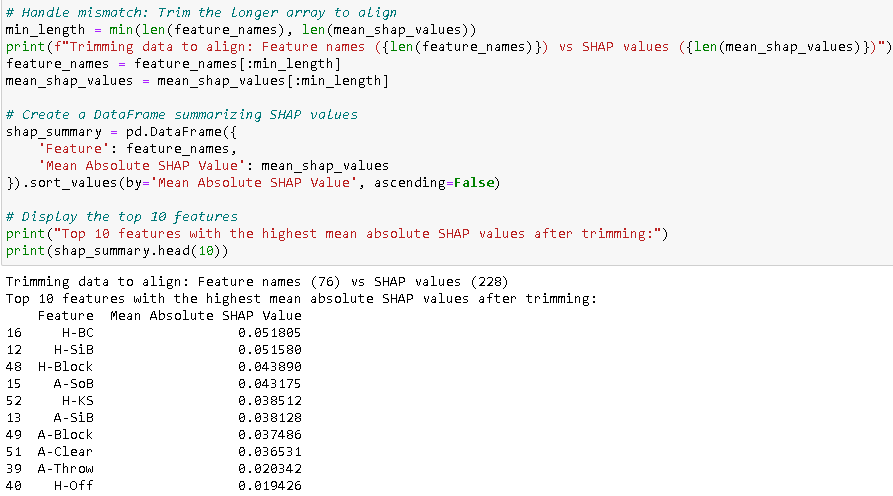 # Handle mismatch: Trim the longer array to align
min_length = min(len(feature_names), len(mean_shap_values))
print(f"Trimming data to align: Feature names ({len(feature_names)}) vs SHAP values ({len(mean_shap_values)})")
feature_names = feature_names[:min_length]
mean_shap_values = mean_shap_values[:min_length]

# Create a DataFrame summarizing SHAP values
shap_summary = pd.DataFrame({
    'Feature': feature_names,
    'Mean Absolute SHAP Value': mean_shap_values
}).sort_values(by='Mean Absolute SHAP Value', ascending=False)

# Display the top 10 features
print("Top 10 features with the highest mean absolute SHAP values after trimming:")
print(shap_summary.head(10))

Trimming data to align: Feature names (76) vs SHAP values (228)
Top 10 features with the highest mean absolute SHAP values after trimming:
    Feature  Mean Absolute SHAP Value
16     H-BC                  0.051805
12    H-SiB                  0.051580
48  H-Block                  0.043890
15    A-SoB                  0.043175
52     H-KS                  0.038512
13    A-SiB                  0.038128
49  A-Block                  0.037486
51  A-Clear                  0.036531
39  A-Throw                  0.020342
40    H-Off                  0.019426